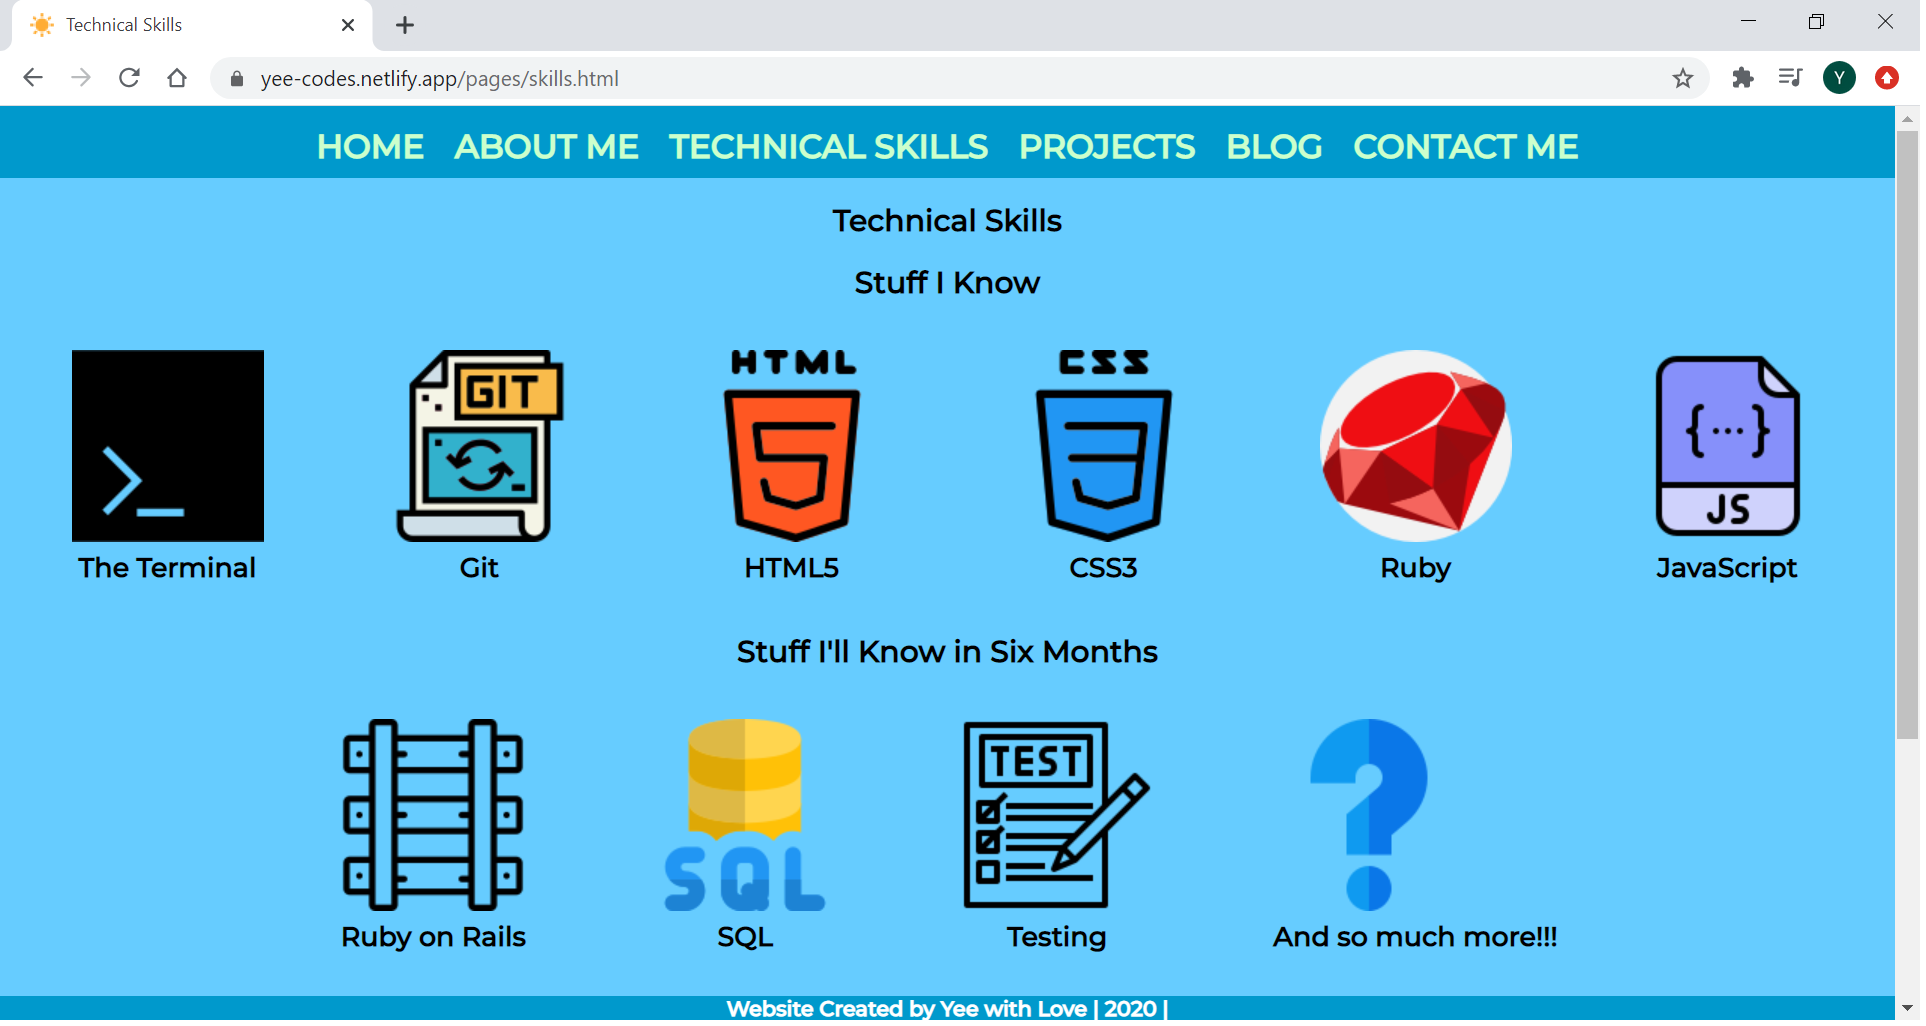 Technical Skills
yee-codes.netlify.app/pages/skills.html
Y
HOME ABOUT ME TECHNICAL SKILLS PROJECTS BLOG CONTACT ME
Technical Skills
Stuff I Know
GIT
HTML
5
CSS
3
{...}
JS
>_
The Terminal Git HTML5 CSS3 Ruby JavaScript
Stuff I'll Know in Six Months
TEST
SQL
?
Ruby on Rails SQL Testing And so much more!!!
Website Created by Yee with Love | 2020 |